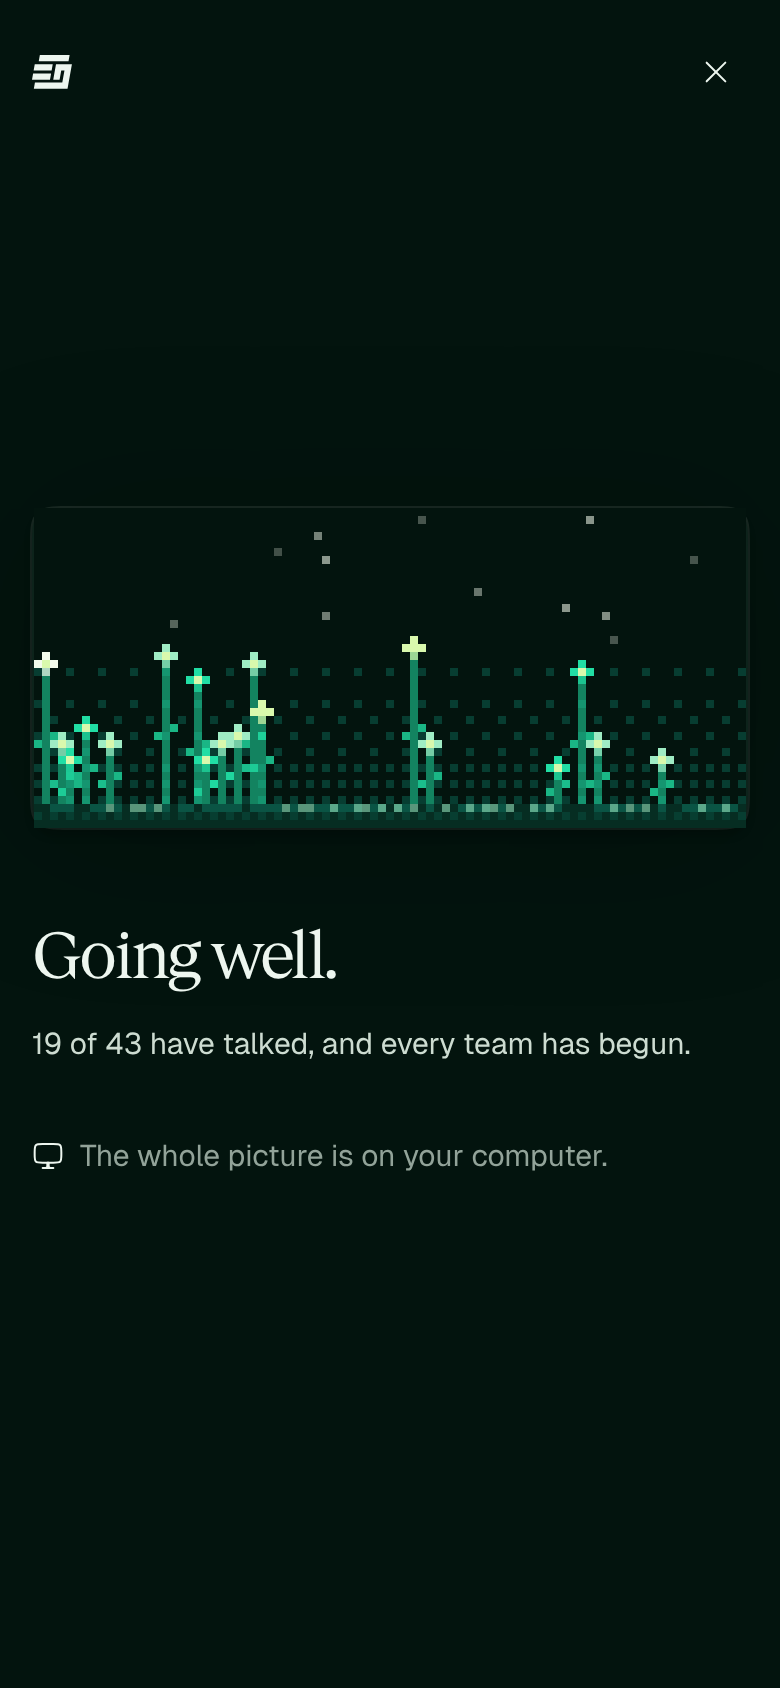 Going well.
19 of 43 have talked, and every team has begun.
The whole picture is on your computer.